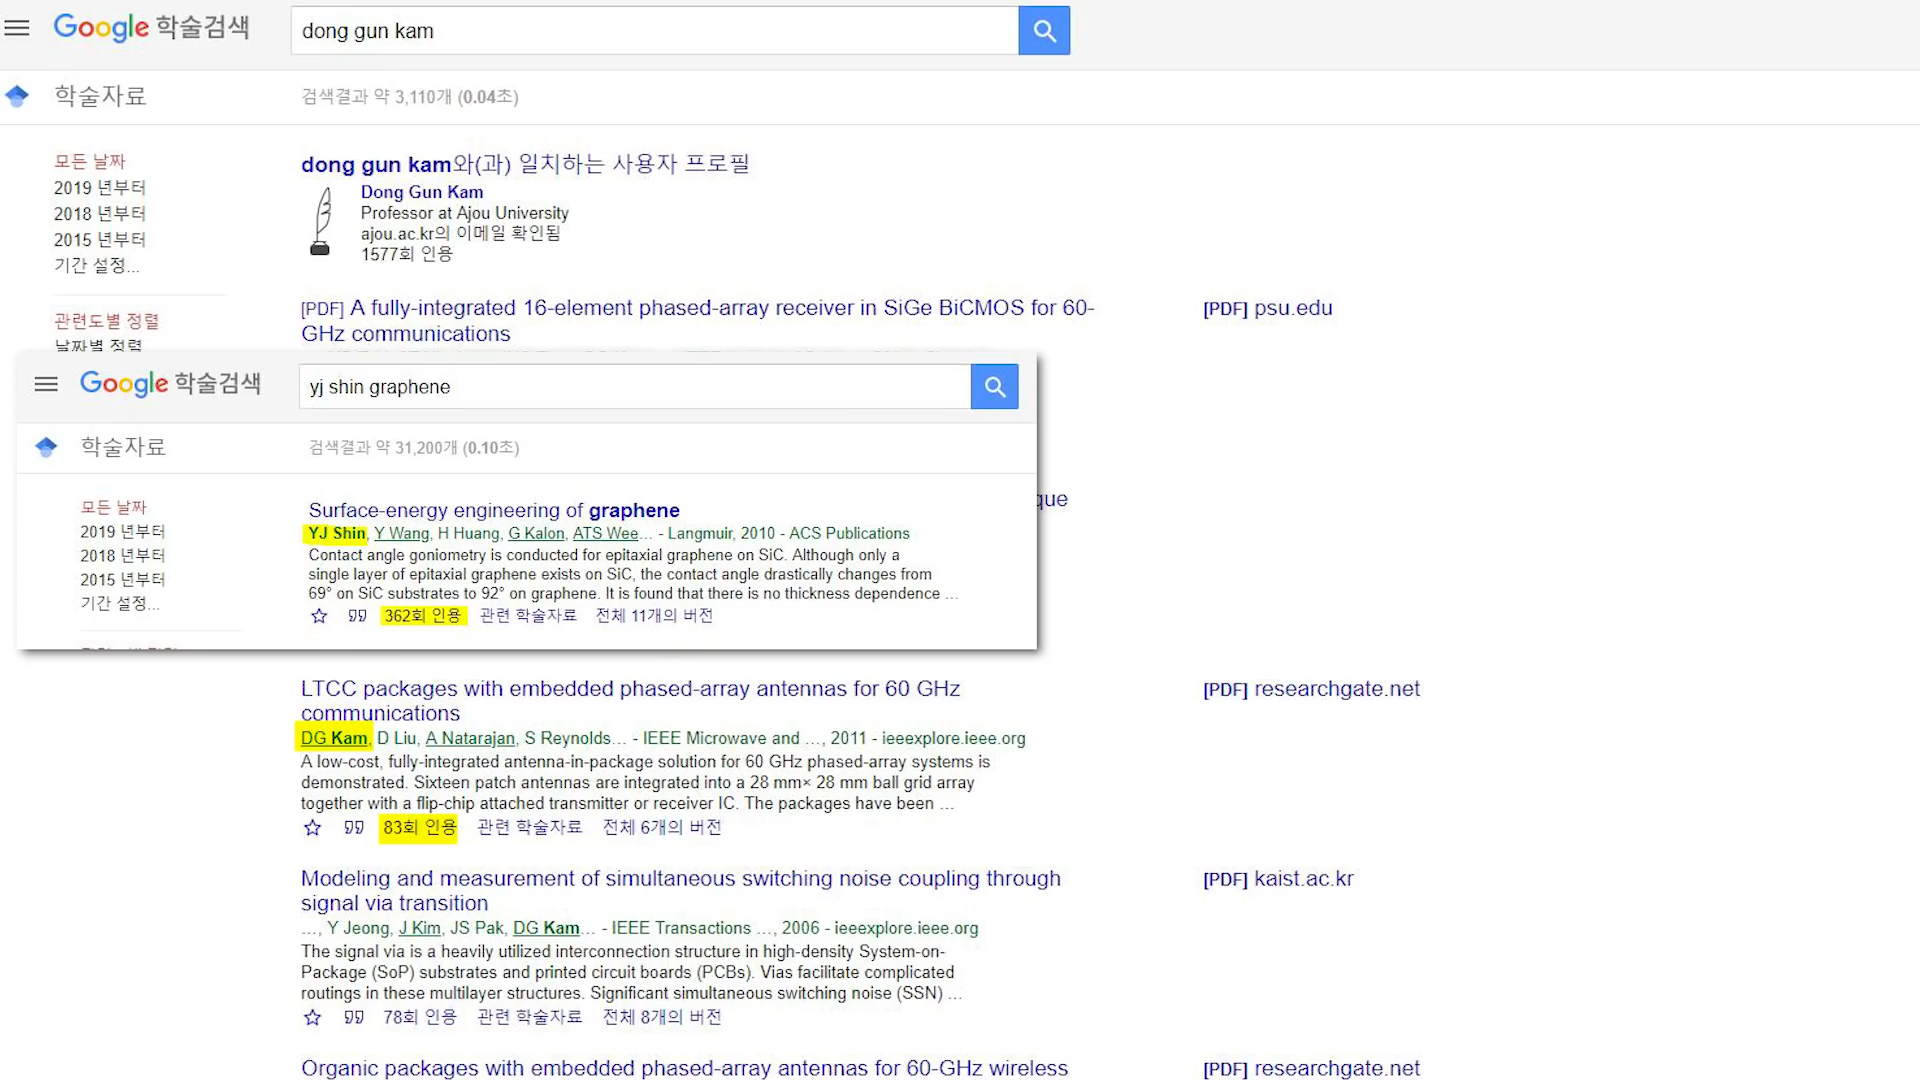 Google 학술검색
dong gun kam
학술자료
검색결과 약 3,110개 (0.04초)
모든 날짜
2019 년부터
2018 년부터
2015 년부터
기간 설정...
관련도별 정렬
날짜별 정렬
dong gun kam와(과) 일치하는 사용자 프로필
Dong Gun Kam
Professor at Ajou University
ajou.ac.kr의 이메일 확인됨
1577회 인용
[PDF] A fully-integrated 16-element phased-array receiver in SiGe BiCMOS for 60-
GHz communications
[PDF] psu.edu
Google 학술검색
yj shin graphene
학술자료
검색결과 약 31,200개 (0.10초)
모든 날짜
2019 년부터
2018 년부터
2015 년부터
기간 설정...
Surface-energy engineering of graphene
YJ Shin, Y Wang, H Huang, G Kalon, ATS Wee... - Langmuir, 2010 - ACS Publications
Contact angle goniometry is conducted for epitaxial graphene on SiC. Although only a
single layer of epitaxial graphene exists on SiC, the contact angle drastically changes from
69° on SiC substrates to 92° on graphene. It is found that there is no thickness dependence ...
362회 인용 관련 학술자료 전체 11개의 버전
que
LTCC packages with embedded phased-array antennas for 60 GHz
communications
[PDF] researchgate.net
DG Kam, D Liu, A Natarajan, S Reynolds... - IEEE Microwave and ..., 2011 - ieeexplore.ieee.org
A low-cost, fully-integrated antenna-in-package solution for 60 GHz phased-array systems is
demonstrated. Sixteen patch antennas are integrated into a 28 mm× 28 mm ball grid array
together with a flip-chip attached transmitter or receiver IC. The packages have been ...
83회 인용 관련 학술자료 전체 6개의 버전
Modeling and measurement of simultaneous switching noise coupling through
signal via transition
[PDF] kaist.ac.kr
..., Y Jeong, J Kim, JS Pak, DG Kam... - IEEE Transactions ..., 2006 - ieeexplore.ieee.org
The signal via is a heavily utilized interconnection structure in high-density System-on-
Package (SoP) substrates and printed circuit boards (PCBs). Vias facilitate complicated
routings in these multilayer structures. Significant simultaneous switching noise (SSN) ...
78회 인용 관련 학술자료 전체 8개의 버전
Organic packages with embedded phased-array antennas for 60-GHz wireless
[PDF] researchgate.net